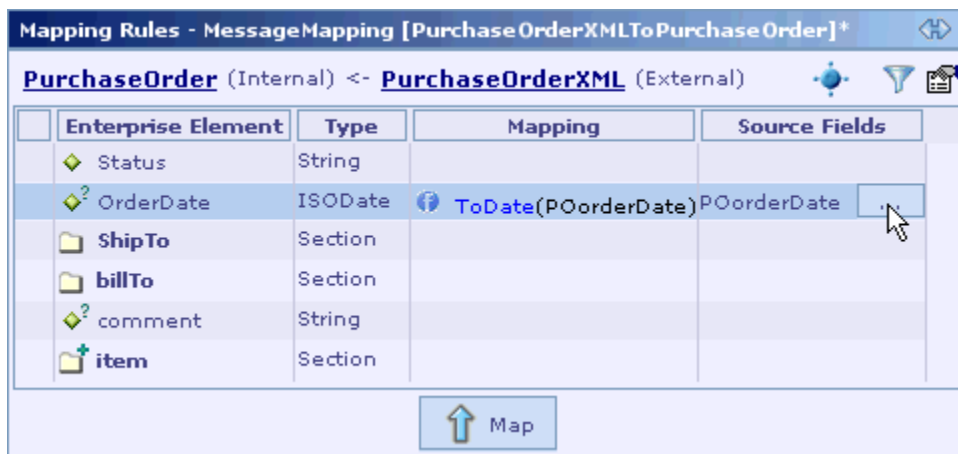 Mapping Rules - MessageMapping [PurchaseOrderXMLToPurchaseOrder]*
PurchaseOrder (Internal) <- PurchaseOrderXML (External)
Enterprise Element Type Mapping Source Fields
Status String
? OrderDate ISODate f ToDate(POorderDate) POorderDate ...
ShipTo Section
billTo Section
? comment String
item Section
Map